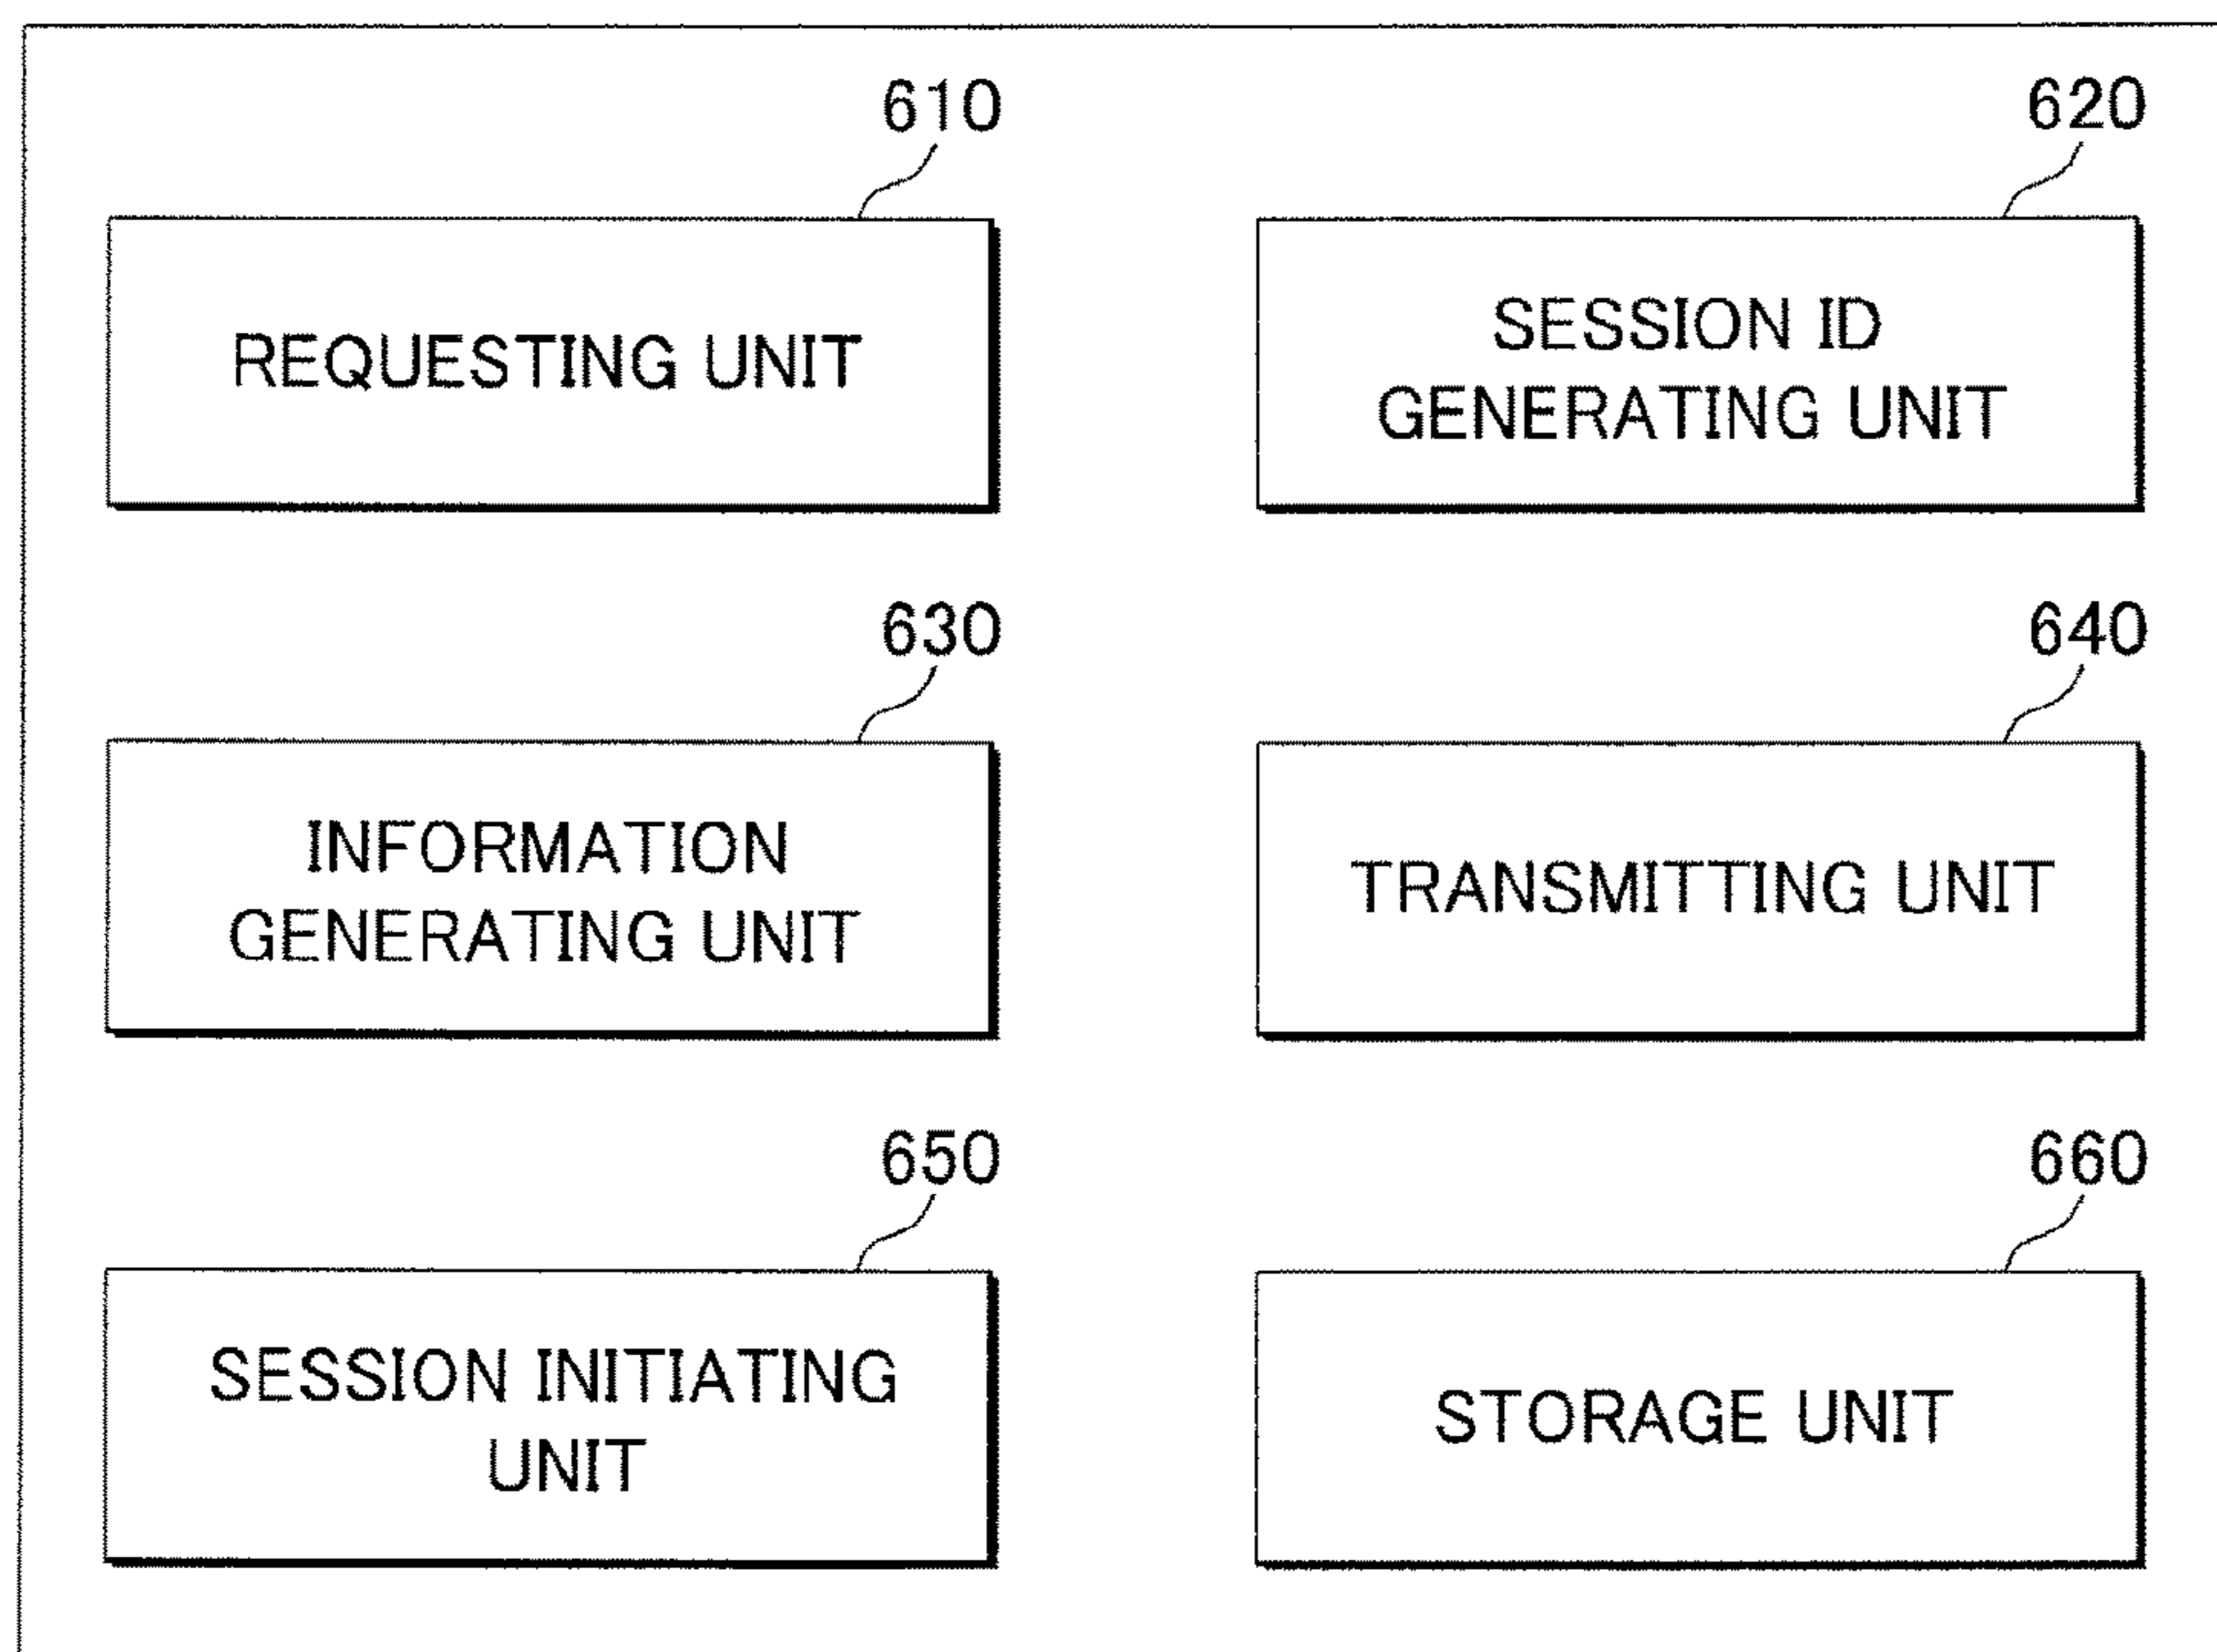 610
REQUESTING UNIT
620
SESSION ID
GENERATING UNIT
630
INFORMATION
GENERATING UNIT
640
TRANSMITTING UNIT
650
SESSION INITIATING
UNIT
660
STORAGE UNIT